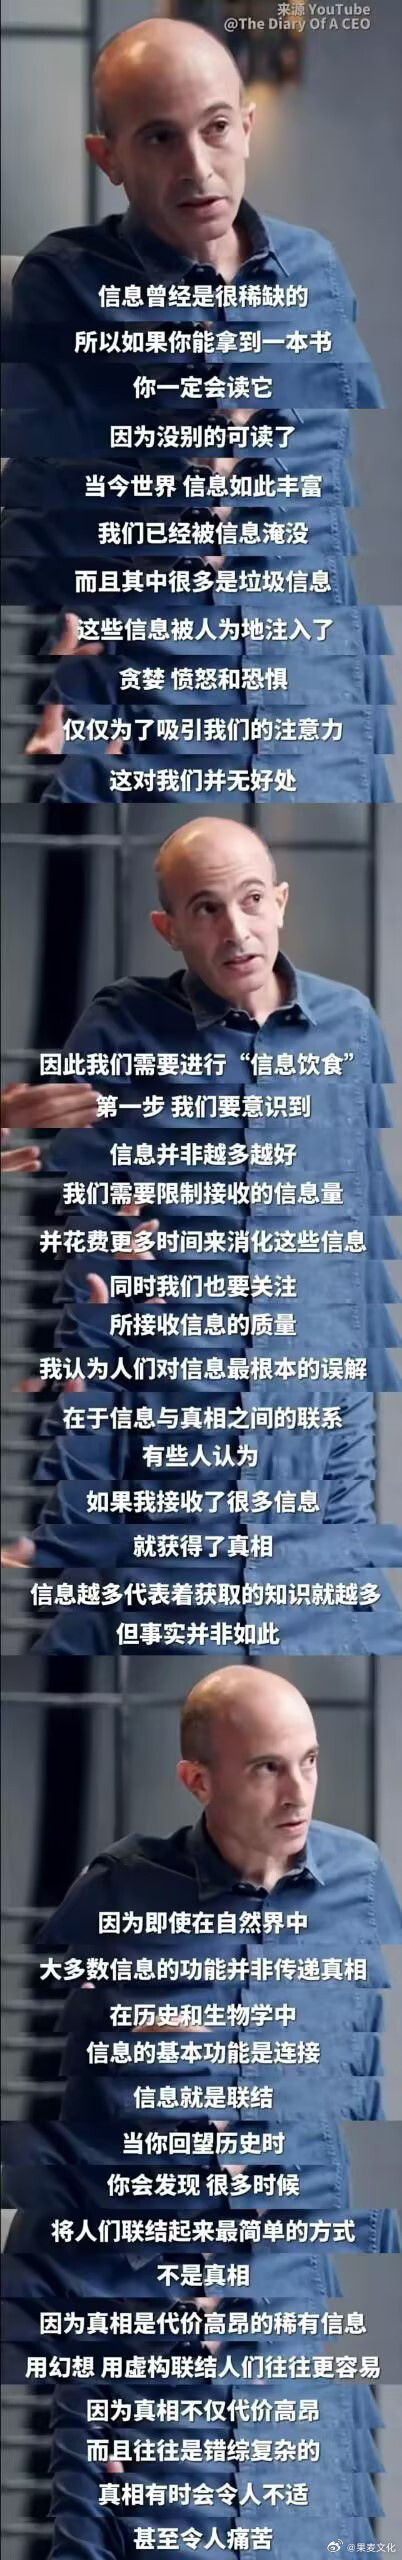 来源 YouTube
@The Diary Of A CEO
信息曾经是很稀缺的
所以如果你能拿到一本书
你一定会读它
因为没别的可读了
当今世界 信息如此丰富
我们已经被信息淹没
而且其中很多是垃圾信息
这些信息被人为地注入了
贪婪 愤怒和恐惧
仅仅为了吸引我们的注意力
这对我们并无好处
因此我们需要进行“信息饮食”
第一步 我们要意识到
信息并非越多越好
我们需要限制接收的信息量
并花费更多时间来消化这些信息
同时我们也要关注
所接收信息的质量
我认为人们对信息最根本的误解
在于信息与真相之间的联系
有些人认为
如果我接收了很多信息
就获得了真相
信息越多代表着获取的知识就越多
但事实并非如此
因为即使在自然界中
大多数信息的功能并非传递真相
在历史和生物学中
信息的基本功能是连接
信息就是联结
当你回望历史时
你会发现 很多时候
将人们联结起来最简单的方式
不是真相
因为真相是代价高昂的稀有信息
用幻想 用虚构联结人们往往更容易
因为真相不仅代价高昂
而且往往是错综复杂的
真相有时会令人不适
甚至令人痛苦
@果麦文化